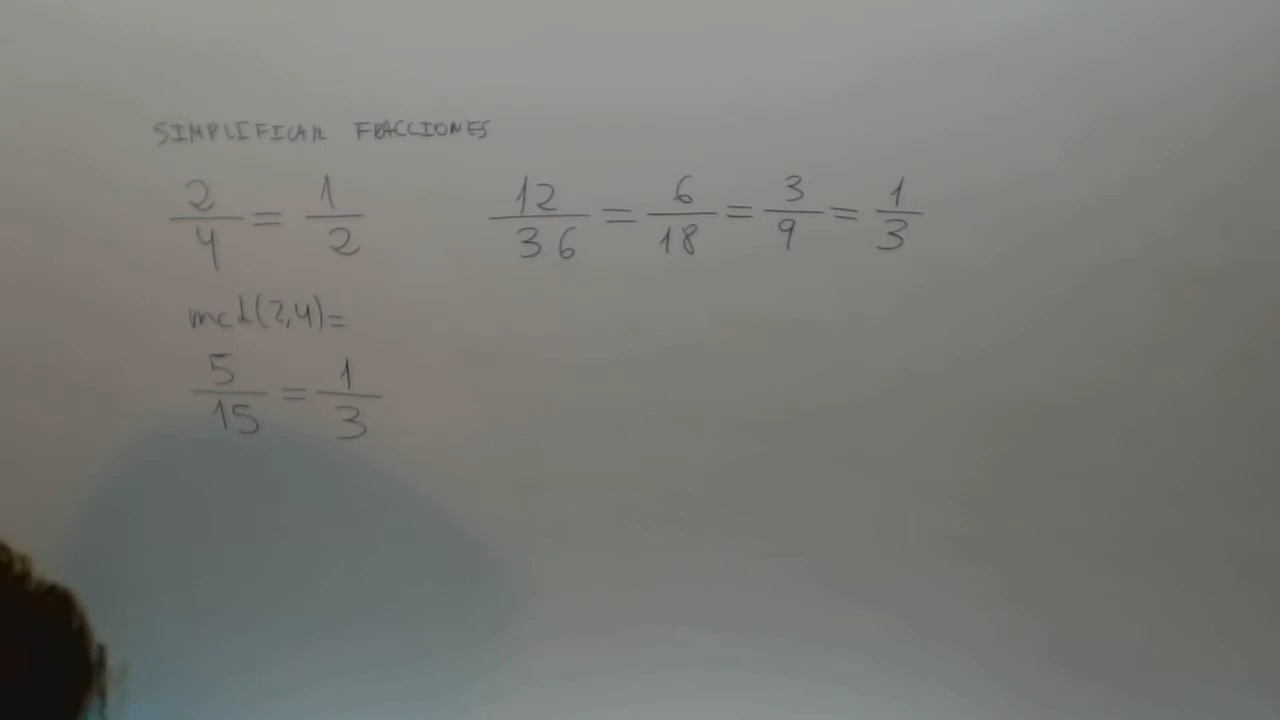 SIMPLIFICAR FRACCIONES
2/4 = 1/2
12/36 = 6/18 = 3/9 = 1/3
mcd(2,4)=
5/15 = 1/3